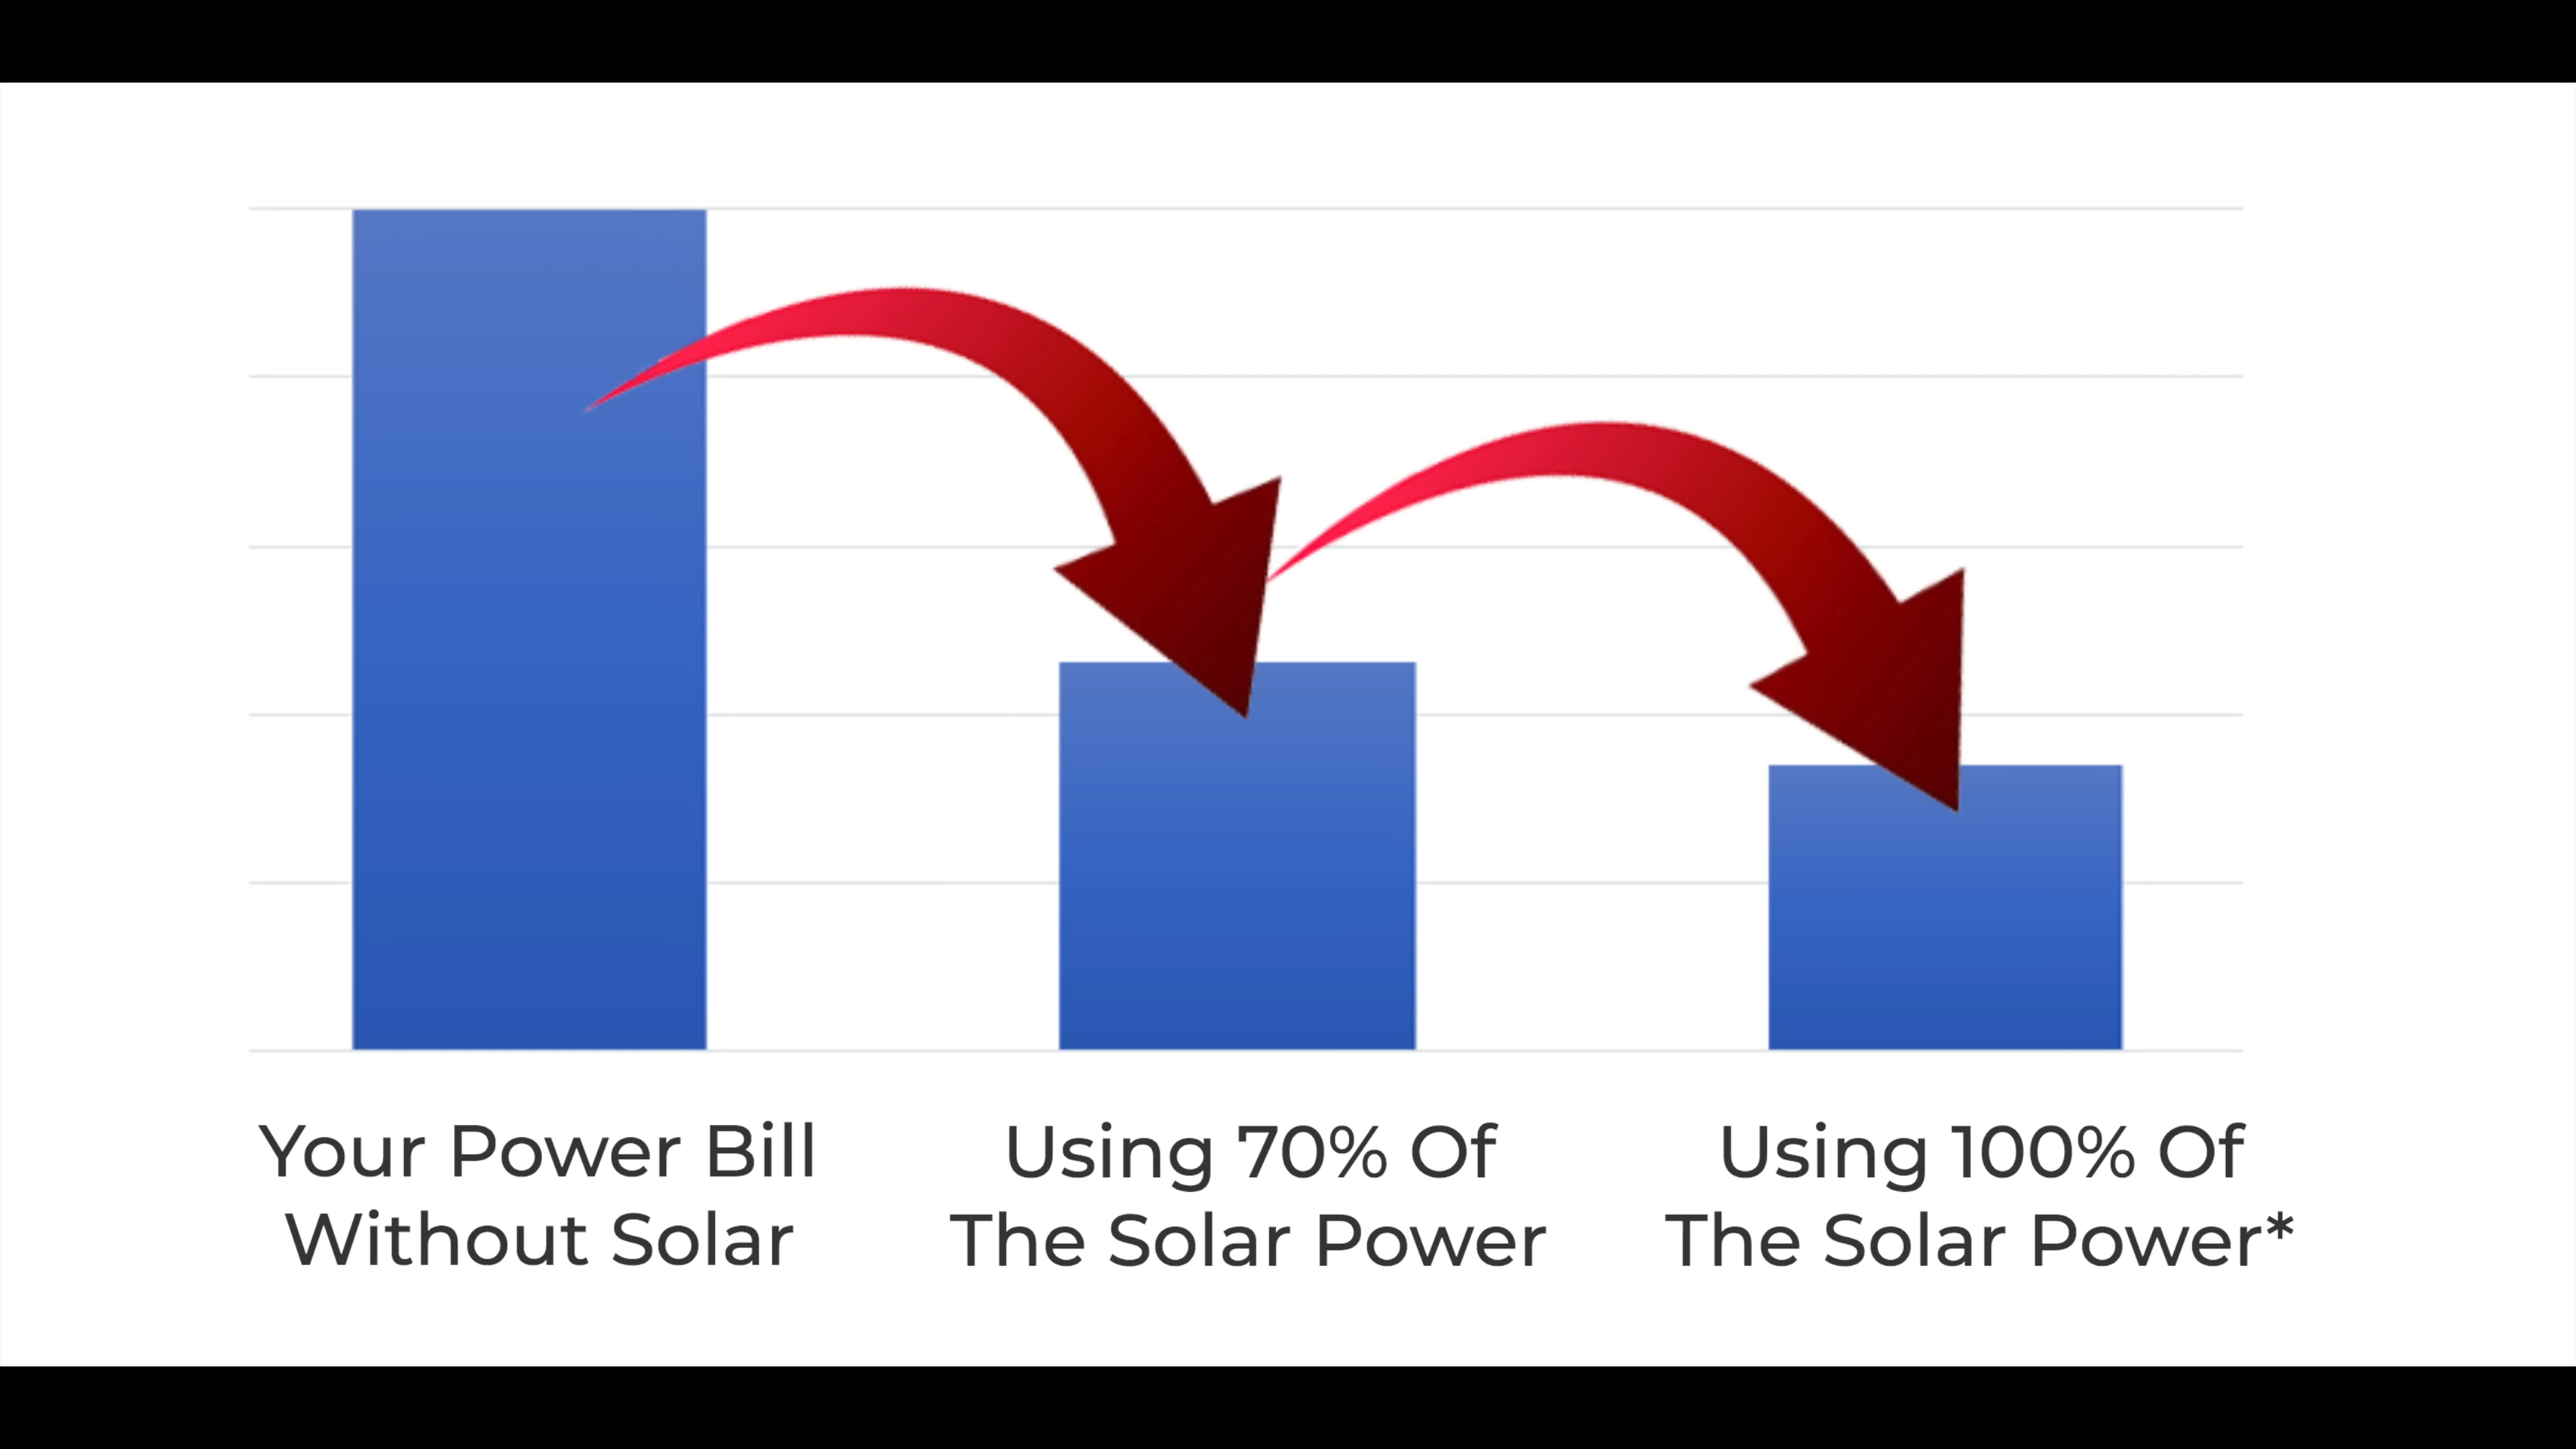 Your Power Bill
Without Solar
Using 70% Of
The Solar Power
Using 100% Of
The Solar Power*